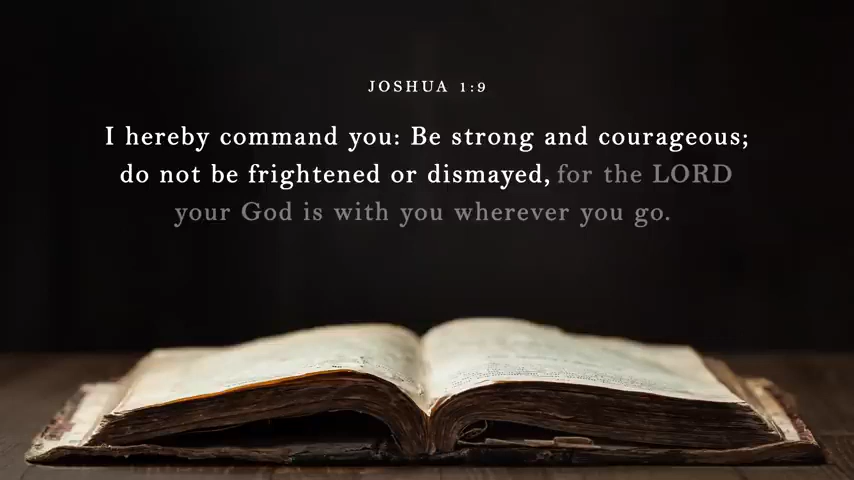 JOSHUA 1:9
I hereby command you: Be strong and courageous;
do not be frightened or dismayed, for the LORD
your God is with you wherever you go.